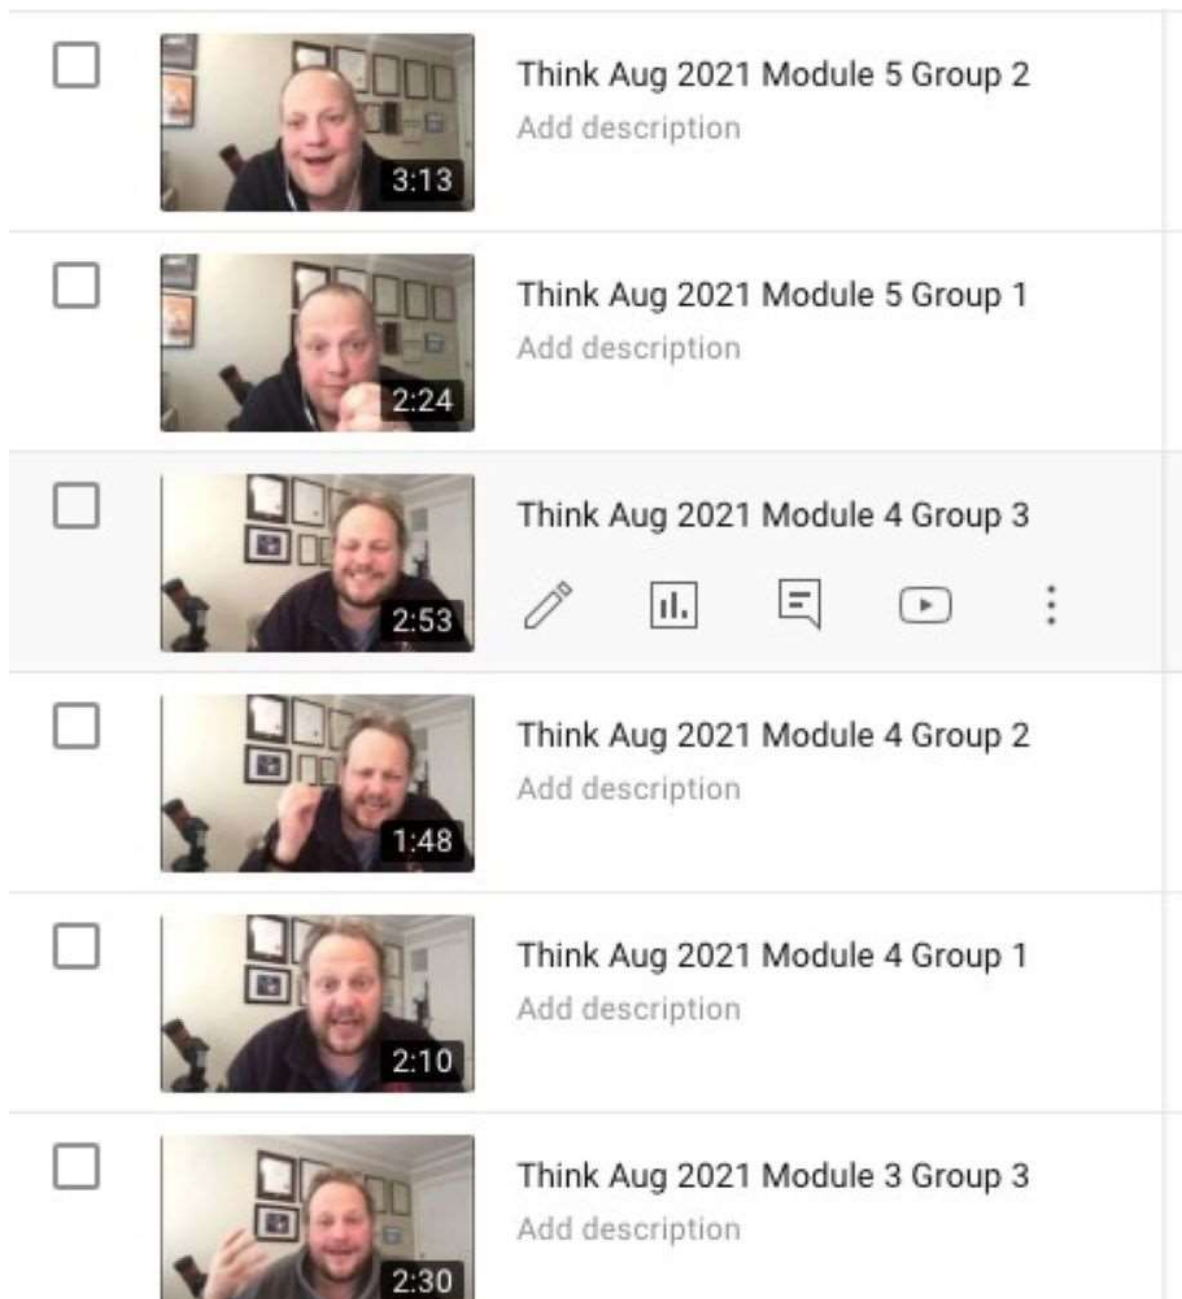 Think Aug 2021 Module 5 Group 2
Add description
3:13
Think Aug 2021 Module 5 Group 1
Add description
2:24
Think Aug 2021 Module 4 Group 3
2:53
Think Aug 2021 Module 4 Group 2
Add description
1:48
Think Aug 2021 Module 4 Group 1
Add description
2:10
Think Aug 2021 Module 3 Group 3
Add description
2:30